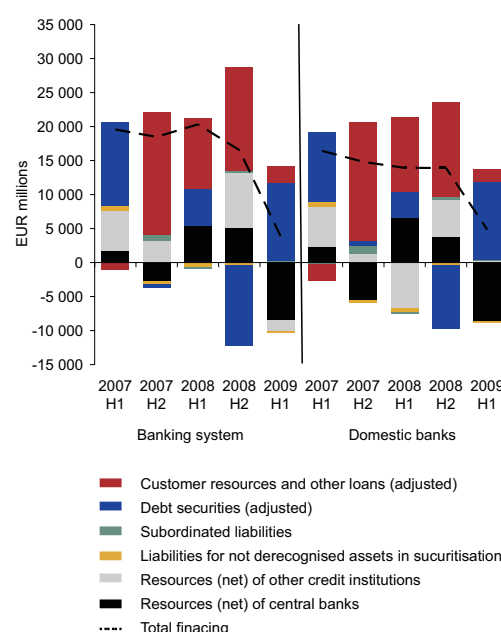 35 000
30 000
25 000
20 000
15 000
10 000
5 000
0
-5 000
-10 000
-15 000
EUR millions
2007 2007 2008 2008 2009 2007 2007 2008 2008 2009
H1 H2 H1 H2 H1 H1 H2 H1 H2 H1
Banking system Domestic banks
Customer resources and other loans (adjusted)
Debt securities (adjusted)
Subordinated liabilities
Liabilities for not derecognised assets in sucuritisation
Resources (net) of other credit institutions
Resources (net) of central banks
Total finacing